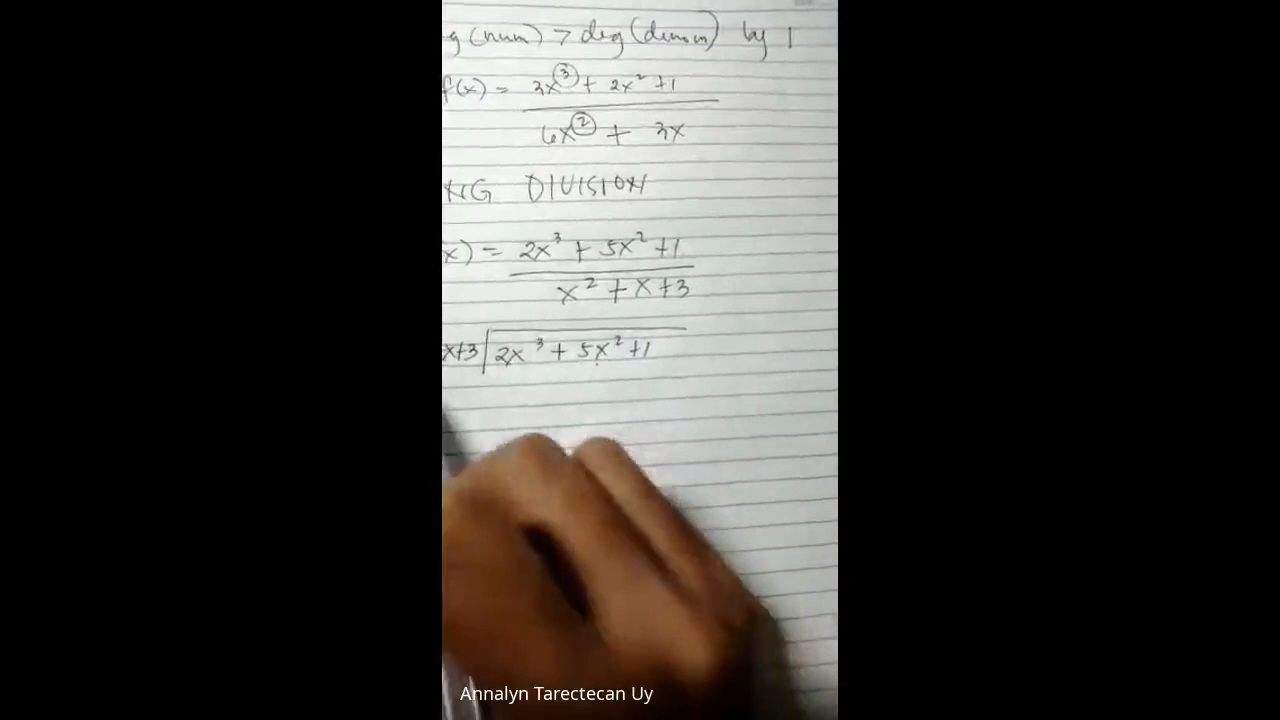 g (num) > deg (denom) by 1
f(x) = 3x³ + 2x² +1
6x² + 3x
NG DIVISION
x) = 2x³ + 5x² +1
x² + x +3
x+3 2x³ + 5x² +1
Annalyn Tarectecan Uy